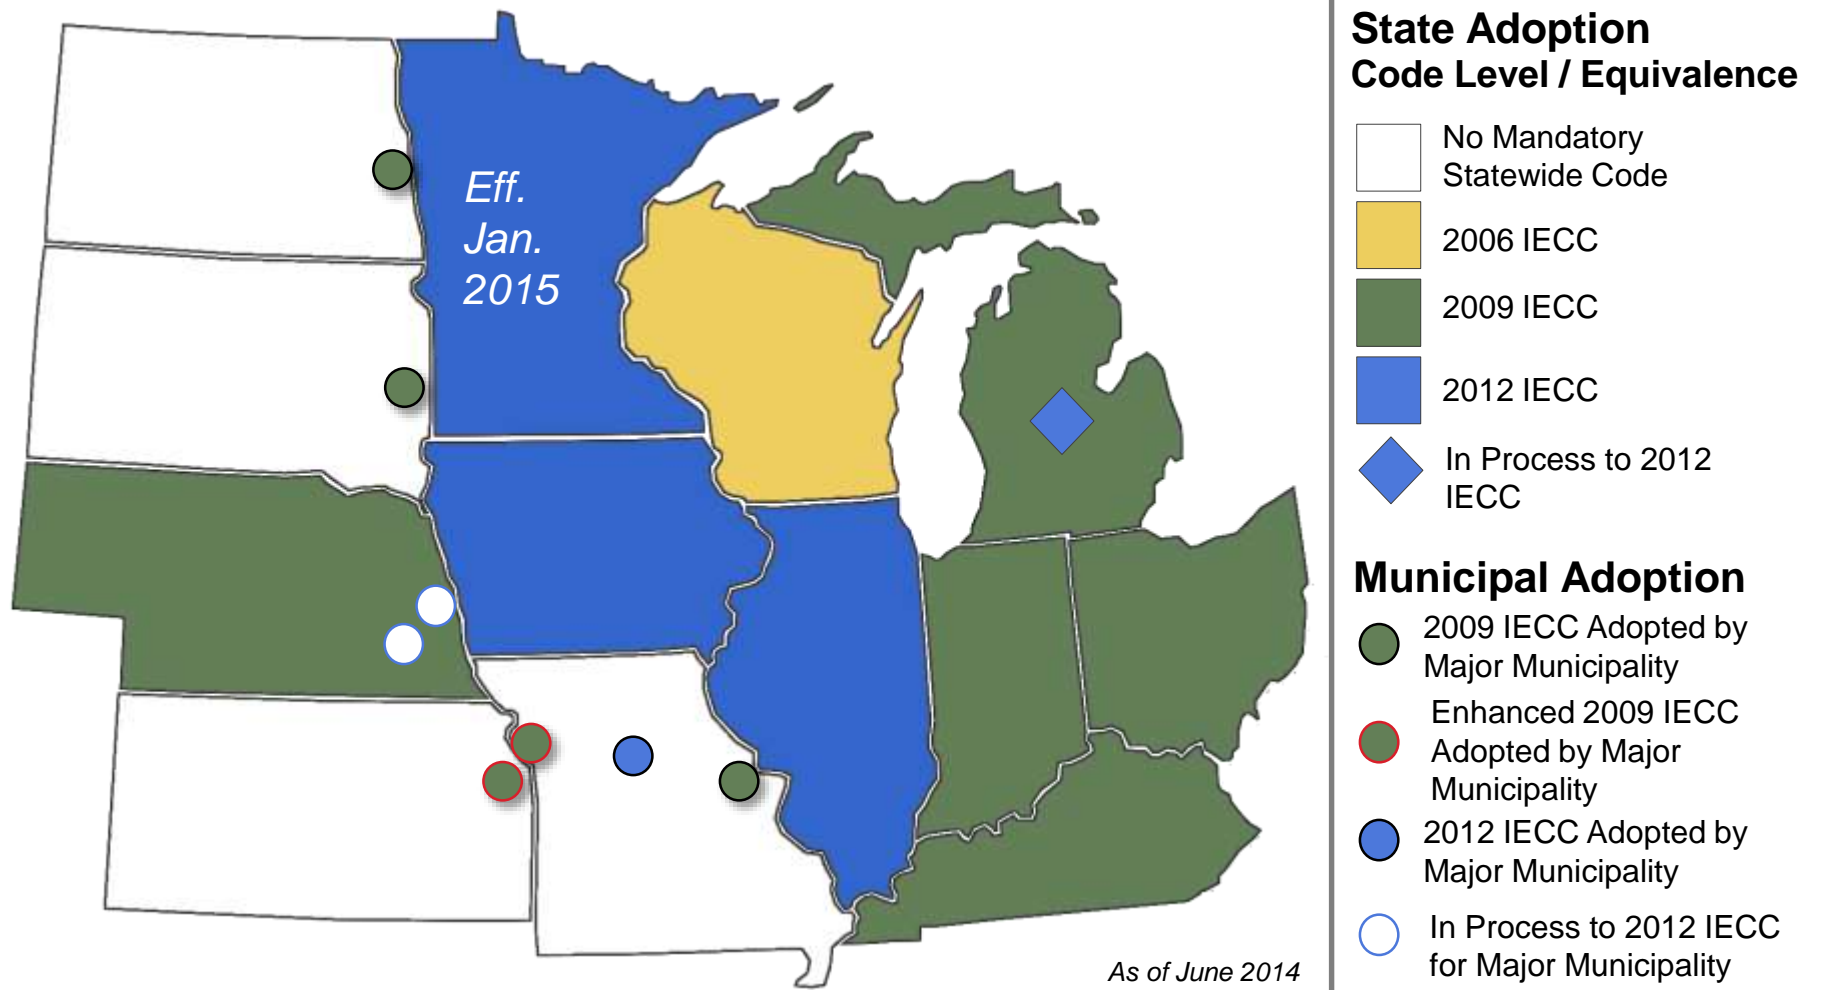 Eff.
Jan.
2015
As of June 2014
State Adoption
Code Level / Equivalence
No Mandatory
Statewide Code
2006 IECC
2009 IECC
2012 IECC
In Process to 2012
IECC
Municipal Adoption
2009 IECC Adopted by
Major Municipality
Enhanced 2009 IECC
Adopted by Major
Municipality
2012 IECC Adopted by
Major Municipality
In Process to 2012 IECC
for Major Municipality